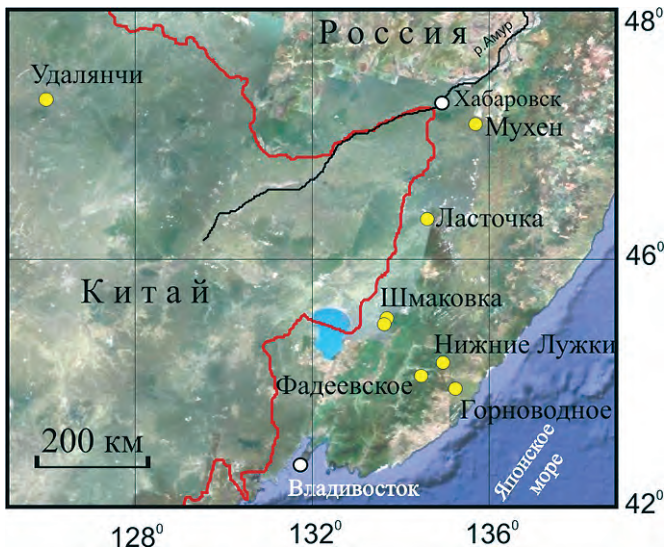 48⁰
Россия
р.Амур
Удалянчи
Хабаровск
Мухен
Ласточка
46⁰
Китай
Шмаковка
Нижние Лужки
Фадеевское
Горноводное
200 км
Японское
море
Владивосток
42⁰
128⁰
132⁰
136⁰